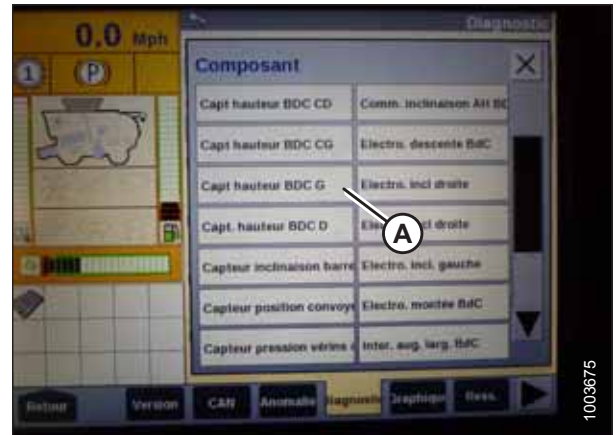 0.0 Mph
Diagnostic
1 (P)
Composant
Capt hauteur BDC CD
Comm. inclinaison AH BC
Capt hauteur BDC CG
Electro. descente BdC
Capt hauteur BDC G
Electro. incl droite
Capt. hauteur BDC D
cl droite
A
Capteur inclinaison barre
Electro. incl. gauche
Capteur position convoye
Electro. montée BdC
Capteur pression vérins
Inter. aug. larg. BdC
Retour
Version
CAN
Anomalie
Diagnostic
Graphique
Ress.
1003675